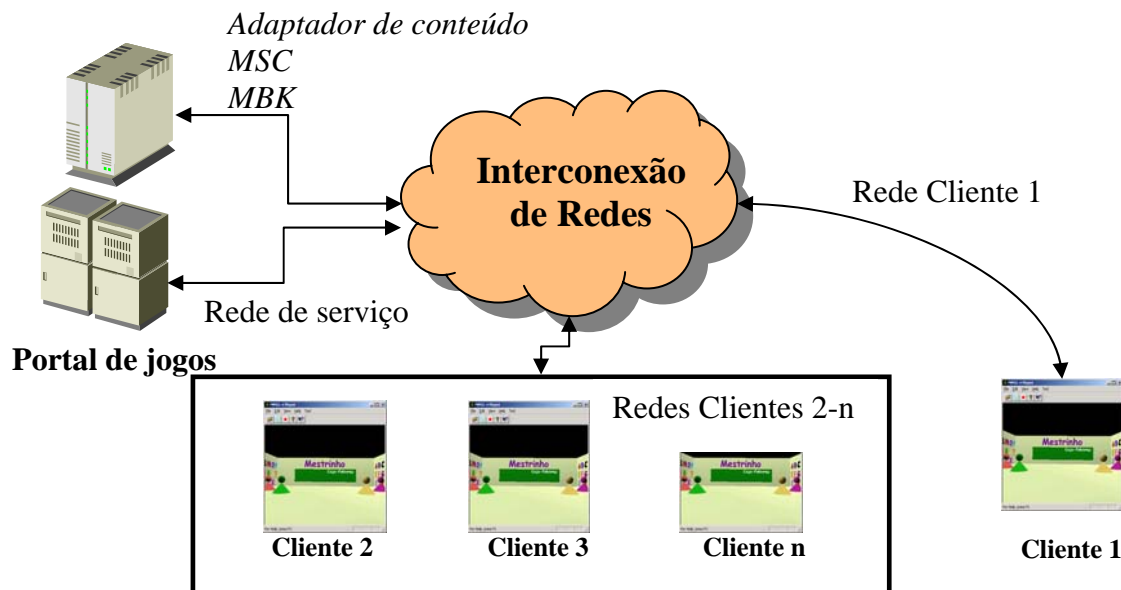 Adaptador de conteúdo
MSC
MBK
Interconexão
de Redes
Rede Cliente 1
Rede de serviço
Portal de jogos
Redes Clientes 2-n
Mestrinho
Mestrinho
Mestrinho
Mestrinho
Cliente 2
Cliente 3
Cliente n
Cliente 1